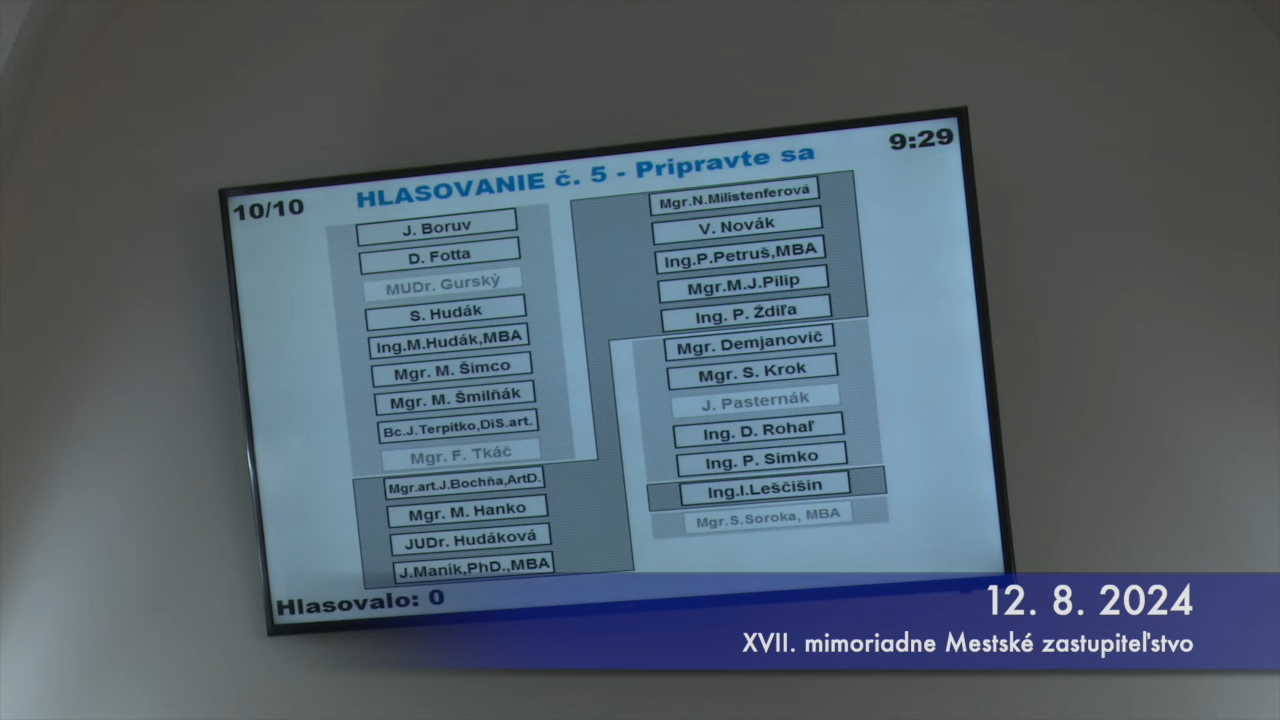 10/10
HLASOVANIE č. 5 - Pripravte sa
9:29
J. Boruv
D. Fotta
MUDr. Gurský
S. Hudák
Ing.M.Hudák,MBA
Mgr. M. Šimco
Mgr. M. Šmilňák
Bc.J.Terpitko,DiS.art.
Mgr. F. Tkáč
Mgr.art.J.Bochňa,ArtD.
Mgr. M. Hanko
JUDr. Hudáková
J.Maník,PhD.,MBA
Mgr.N.Milistenferová
V. Novák
Ing.P.Petruš,MBA
Mgr.M.J.Pilip
Ing. P. Ždiľa
Mgr. Demjanovič
Mgr. S. Krok
J. Pasternák
Ing. D. Rohaľ
Ing. P. Simko
Ing.I.Leščišin
Mgr.S.Soroka, MBA
Hlasovalo: 0
12. 8. 2024
XVII. mimoriadne Mestské zastupiteľstvo